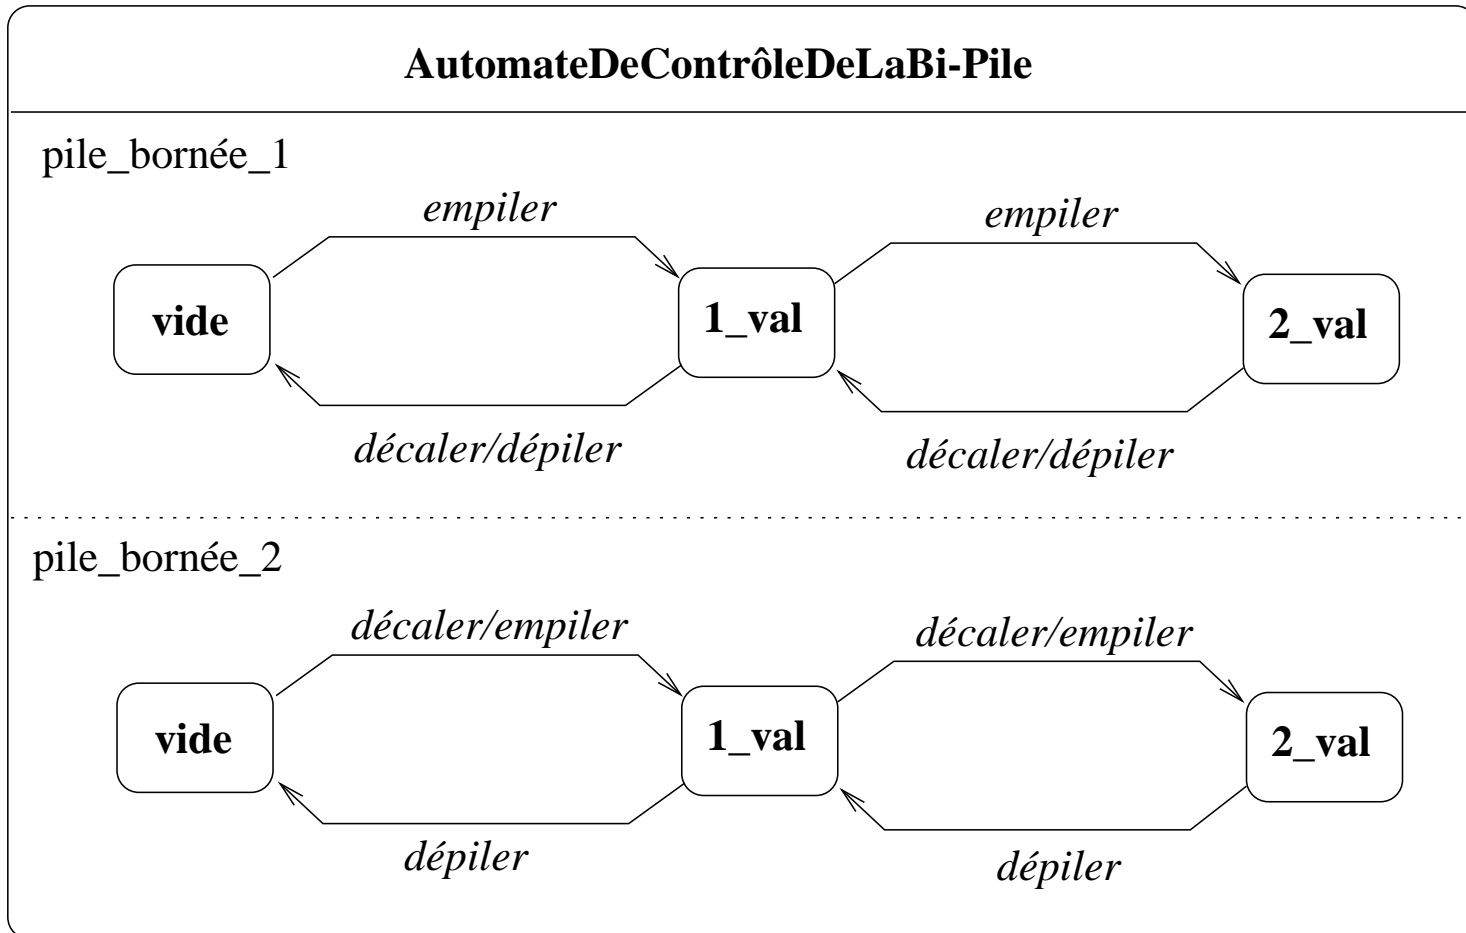 AutomateDeContrôleDeLaBi-Pile
pile_bornée_1
empiler
empiler
vide
1_val
2_val
décaler/dépiler
décaler/dépiler
pile_bornée_2
décaler/empiler
décaler/empiler
vide
1_val
2_val
dépiler
dépiler